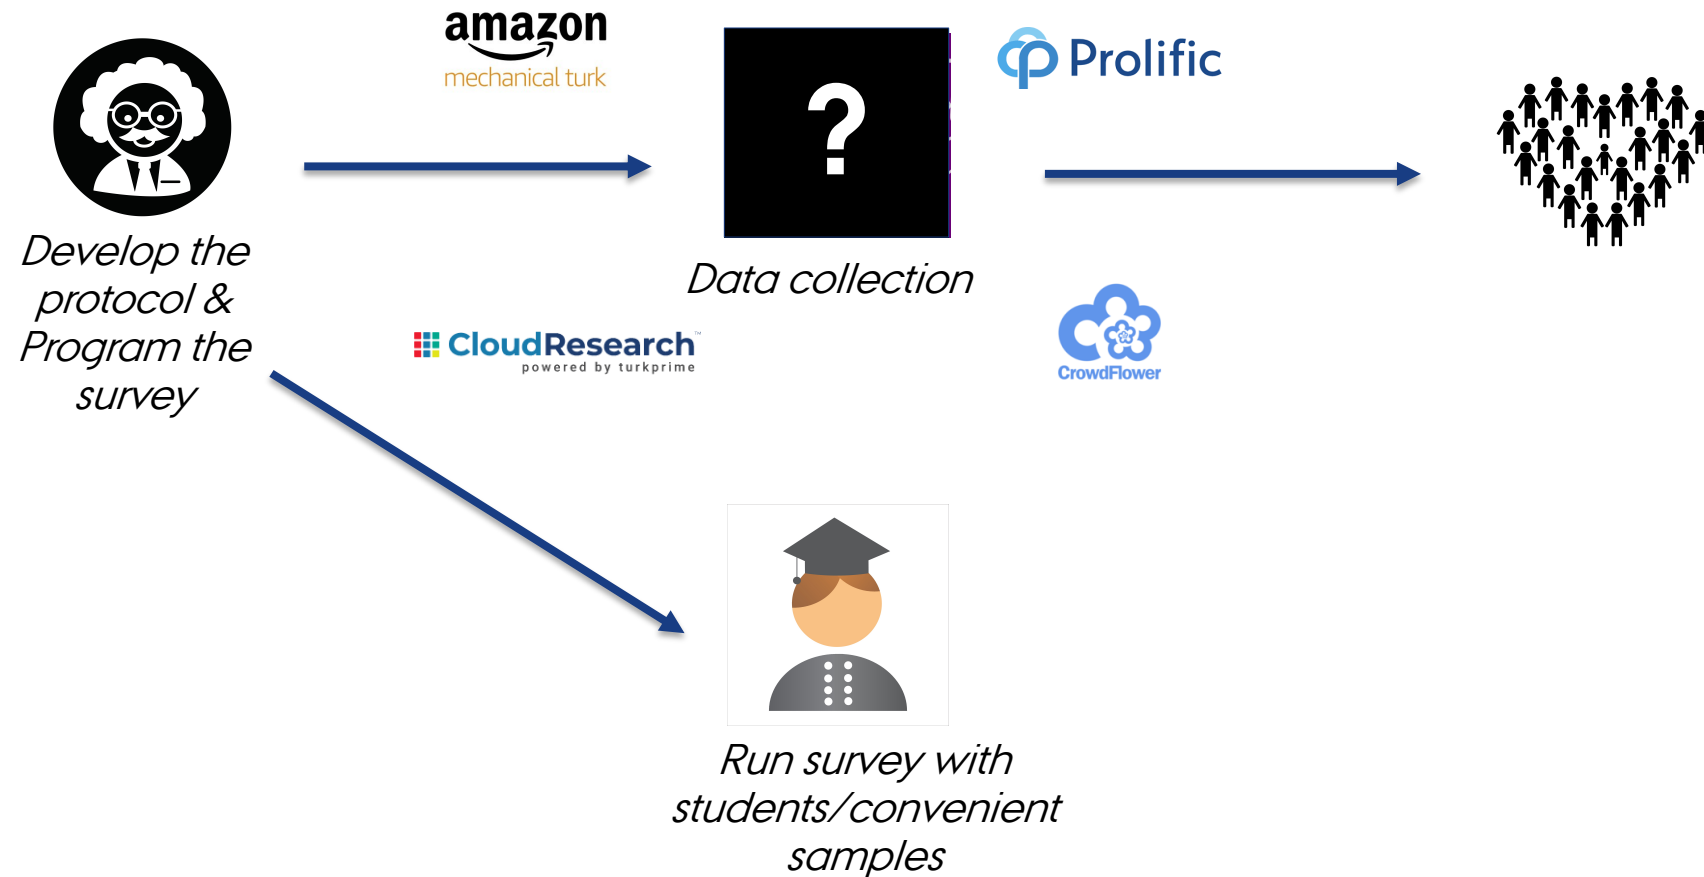 amazon
mechanical turk
?
Prolific
Develop the
protocol &
Program the
survey
Data collection
CloudResearch™
powered by turkprime
CrowdFlower
Run survey with
students/convenient
samples